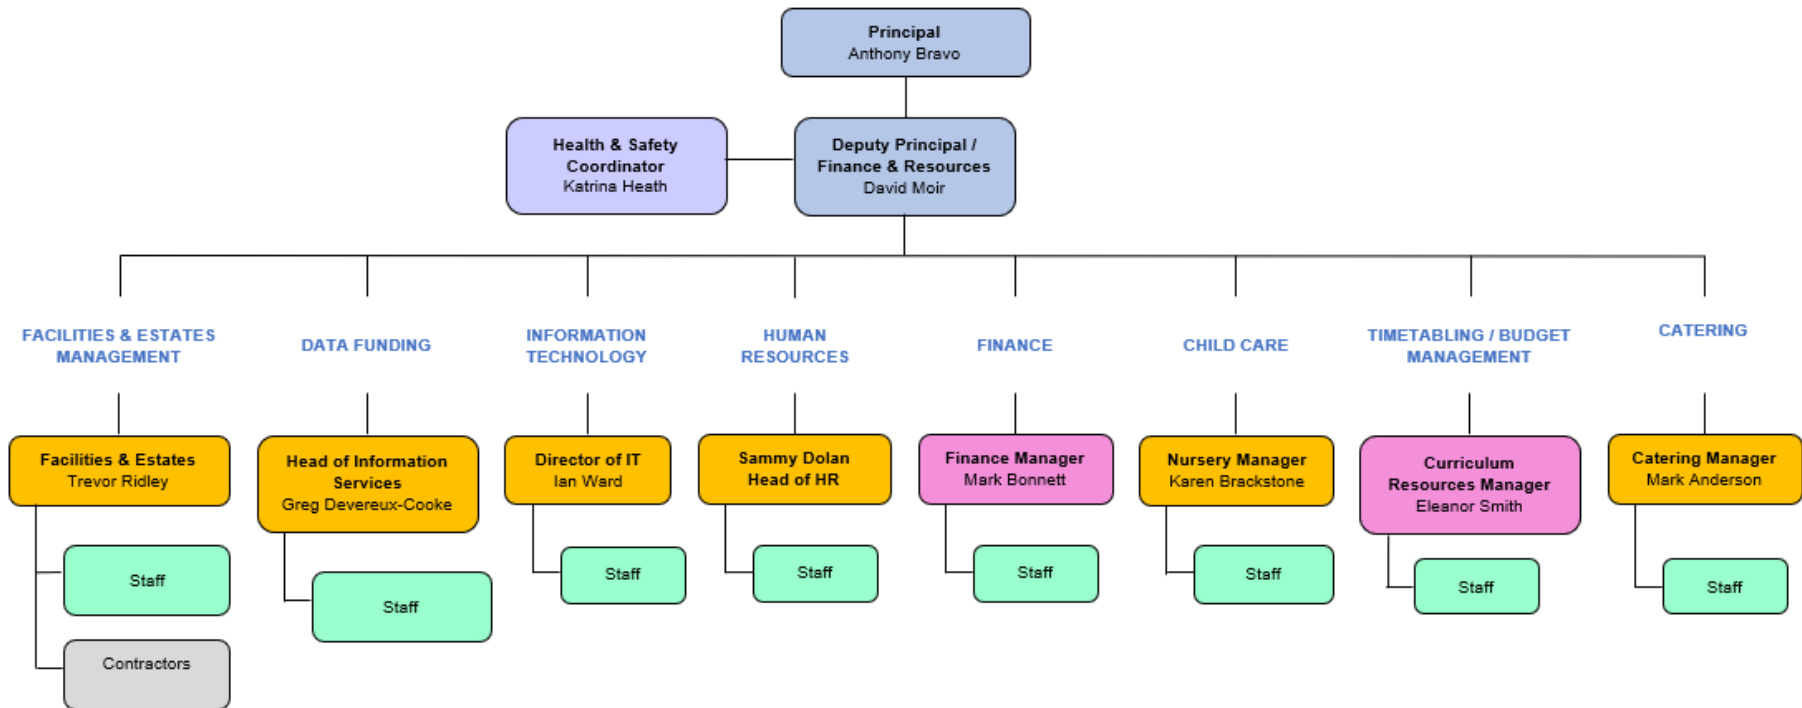 Principal
Anthony Bravo
Health & Safety
Coordinator
Katrina Heath
Deputy Principal /
Finance & Resources
David Moir
FACILITIES & ESTATES
MANAGEMENT
DATA FUNDING
INFORMATION
TECHNOLOGY
HUMAN
RESOURCES
FINANCE
CHILD CARE
TIMETABLING / BUDGET
MANAGEMENT
CATERING
Facilities & Estates
Trevor Ridley
Head of Information
Services
Greg Devereux-Cooke
Director of IT
Ian Ward
Sammy Dolan
Head of HR
Finance Manager
Mark Bonnett
Nursery Manager
Karen Brackstone
Curriculum
Resources Manager
Eleanor Smith
Catering Manager
Mark Anderson
Staff
Staff
Staff
Staff
Staff
Staff
Staff
Staff
Contractors